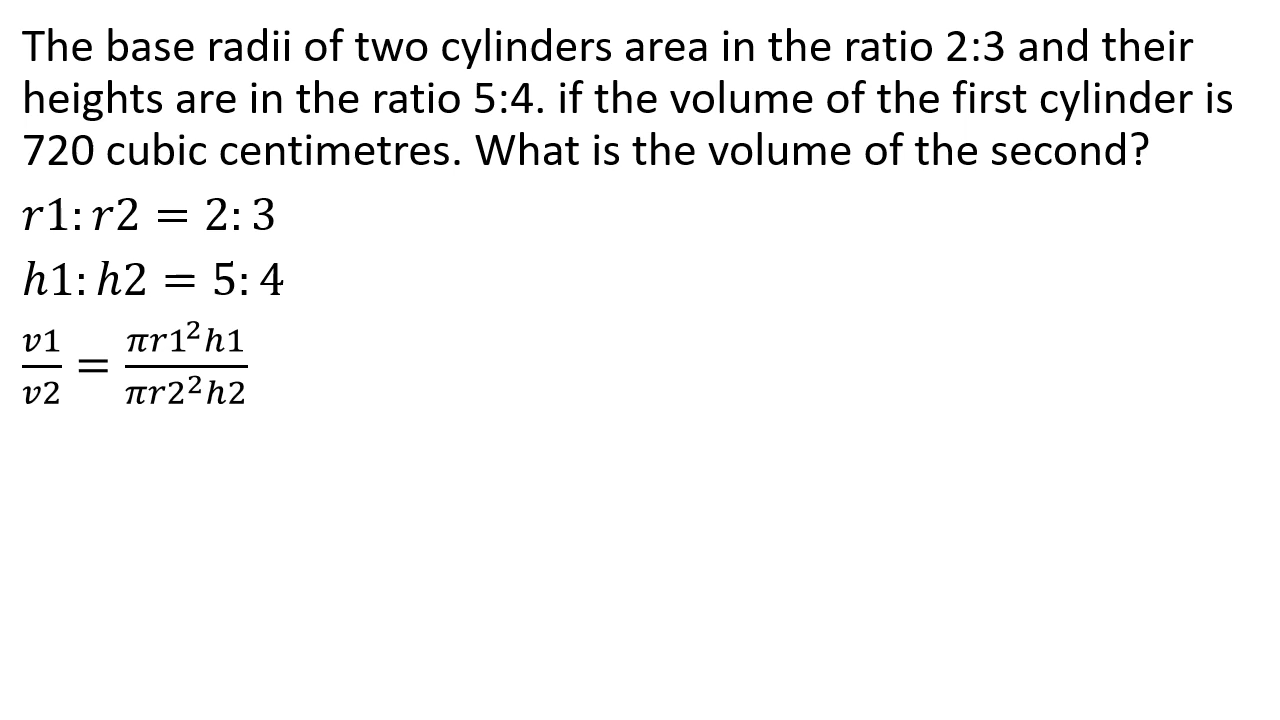 The base radii of two cylinders area in the ratio 2:3 and their
heights are in the ratio 5:4. if the volume of the first cylinder is
720 cubic centimetres. What is the volume of the second?
r1: r2 = 2: 3
h1: h2 = 5: 4
v1/v2 = πr1²h1/πr2²h2